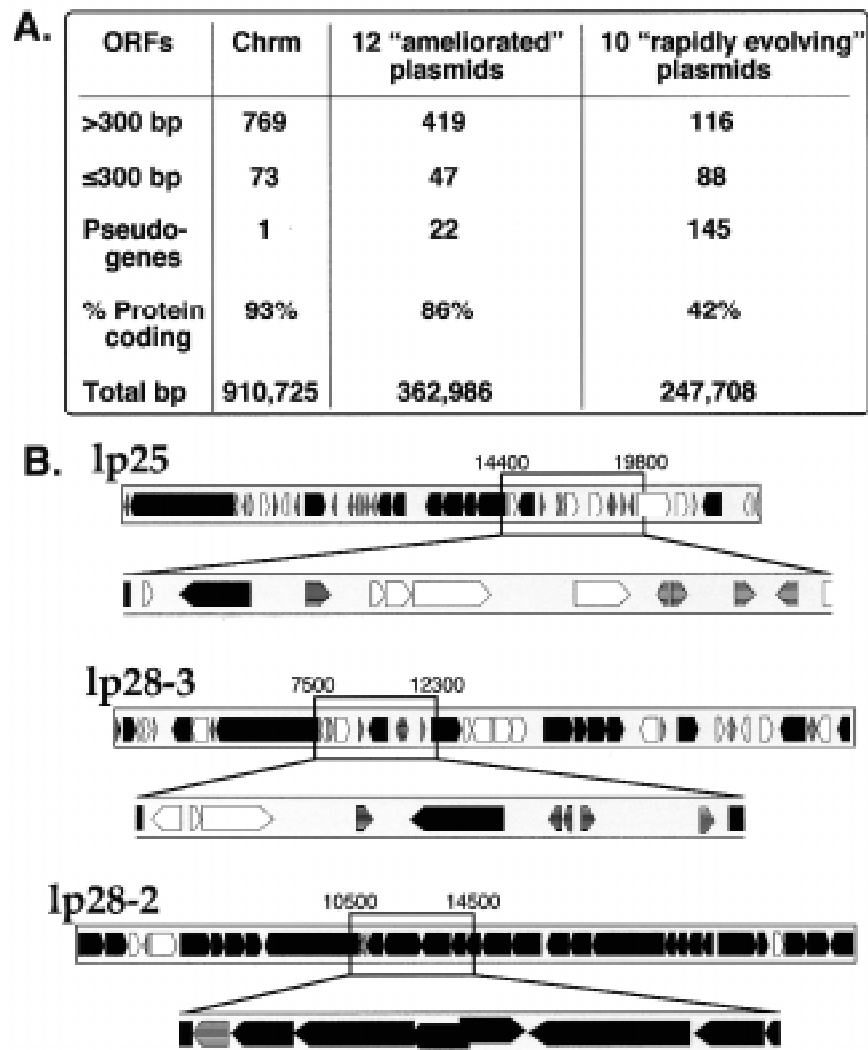 A.
ORFs Chrm 12 "ameliorated" plasmids 10 "rapidly evolving" plasmids
>300 bp 769 419 116
≤300 bp 73 47 88
Pseudo-genes 1 22 145
% Protein coding 93% 86% 42%
Total bp 910,725 362,986 247,708
B. lp25
14400 19800
lp28-3
7500 12300
lp28-2
10500 14500